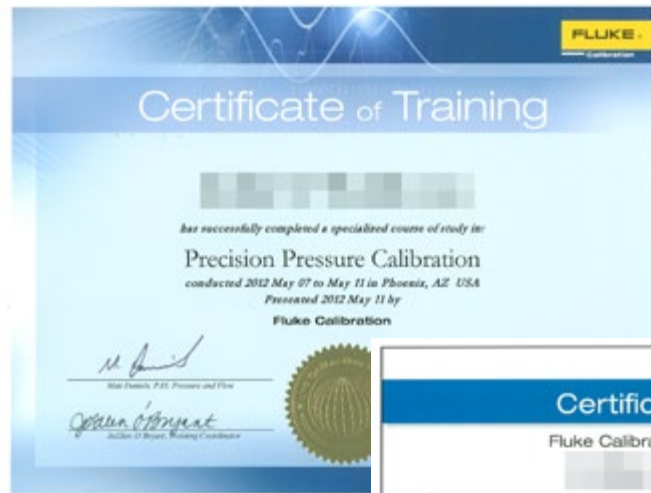 FLUKE
Calibration
Certificate of Training
has successfully completed a specialized course of study in:
Precision Pressure Calibration
conducted 2012 May 07 to May 11 in Phoenix, AZ USA
Presented 2012 May 11 by
Fluke Calibration
Certific
Fluke Calibra